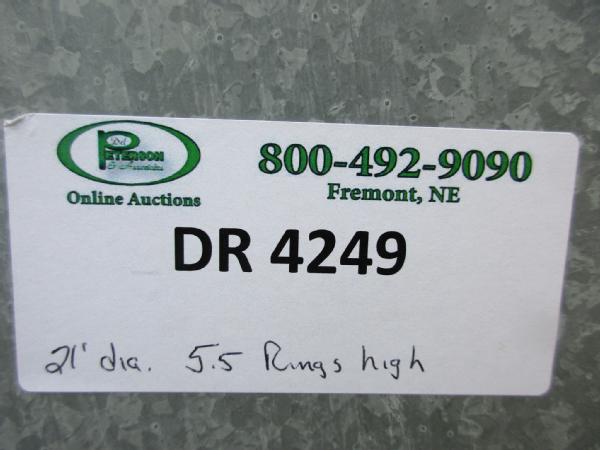 Del
PETERSON
& Associates
Online Auctions
800-492-9090
Fremont, NE
DR 4249
21' dia. 5.5 Rings high